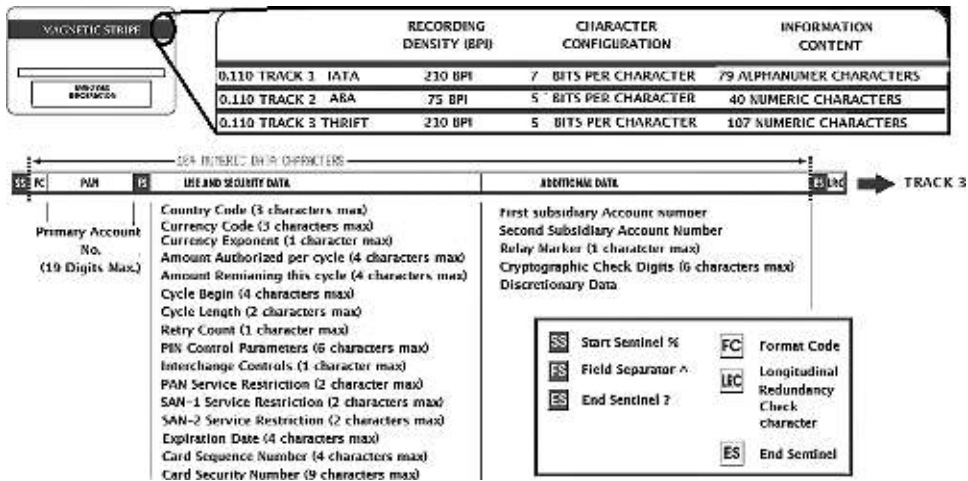 MAGNETIC STRIPE
RECORDING DENSITY (BPI)
CHARACTER CONFIGURATION
INFORMATION CONTENT
0.110 TRACK 1 IATA 210 BPI 7 BITS PER CHARACTER 79 ALPHANUMER CHARACTERS
0.110 TRACK 2 ABA 75 BPI 5 BITS PER CHARACTER 40 NUMERIC CHARACTERS
0.110 TRACK 3 THRIFT 210 BPI 5 BITS PER CHARACTER 107 NUMERIC CHARACTERS
NUMERIC DATA CHARACTERS
SS FC PAN FS USE AND SECURITY DATA ADDITIONAL DATA ES LRC TRACK 3
Primary Account
No.
(19 Digits Max.)
Country Code (3 characters max)
Currency Code (3 characters max)
Currency Exponent (1 character max)
Amount Authorized per cycle (4 characters max)
Amount Remianing this cycle (4 characters max)
Cycle Begin (4 characters max)
Cycle Length (2 characters max)
Retry Count (1 character max)
PIN Control Parameters (6 characters max)
Interchange Controls (1 character max)
PAN Service Restriction (2 character max)
SAN-1 Service Restriction (2 characters max)
SAN-2 Service Restriction (2 characters max)
Expiration Date (4 characters max)
Card Sequence Number (4 characters max)
Card Security Number (9 characters max)
First subsidiary Account Number
Second Subsidiary Account Number
Relay Marker (1 charatcter max)
Cryptographic Check Digits (6 characters max)
Discretionary Data
SS Start Sentinel %
FS Field Separator ^
ES End Sentinel ?
FC Format Code
LRC Longitudinal
Redundancy
Check
character
ES End Sentinel